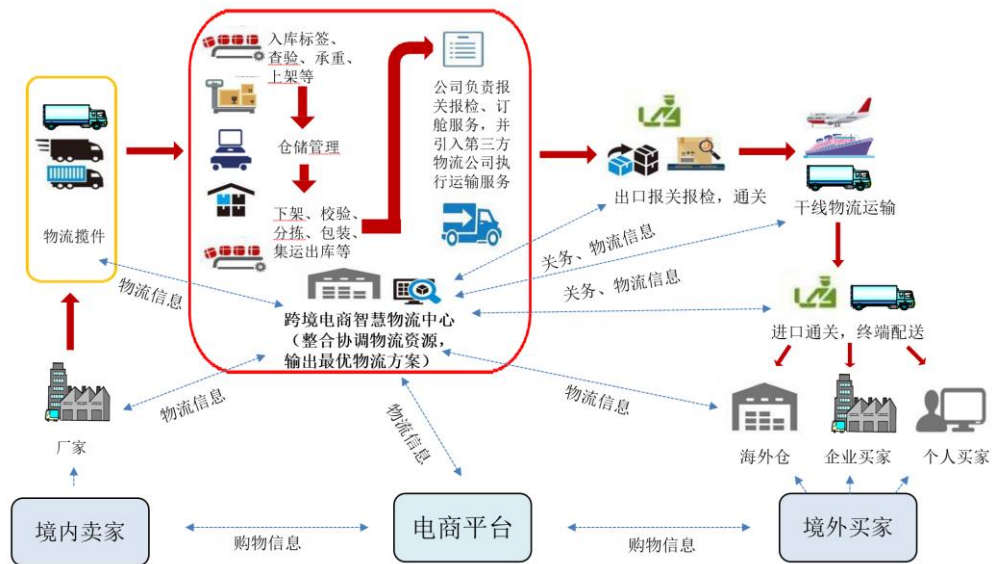 入库标签、
查验、承重、
上架等
仓储管理
下架、校验、
分拣、包装、
集运出库等
公司负责报
关报检、订
舱服务，并
引入第三方
物流公司执
行运输服务
物流揽件
出口报关报检，通关
干线物流运输
物流信息
关务、物流信息
关务、物流信息
跨境电商智慧物流中心
（整合协调物流资源，
输出最优物流方案）
进口通关，终端配送
物流信息
物流信息
物流信息
厂家
海外仓
企业买家
个人买家
境内卖家
电商平台
境外买家
购物信息
购物信息